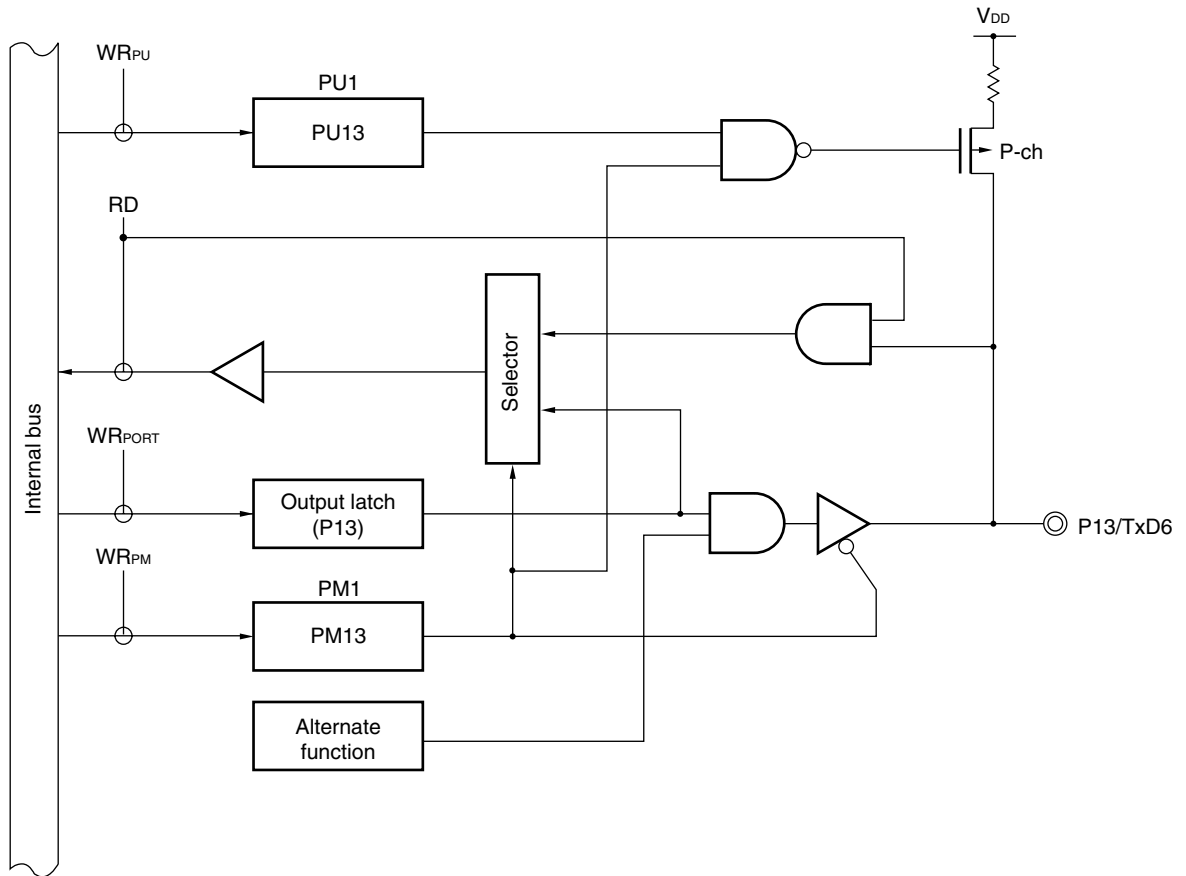 VDD
WRPU
PU1
PU13
P-ch
RD
Selector
Internal bus
WRPORT
Output latch
(P13)
P13/TxD6
WRPM
PM1
PM13
Alternate
function